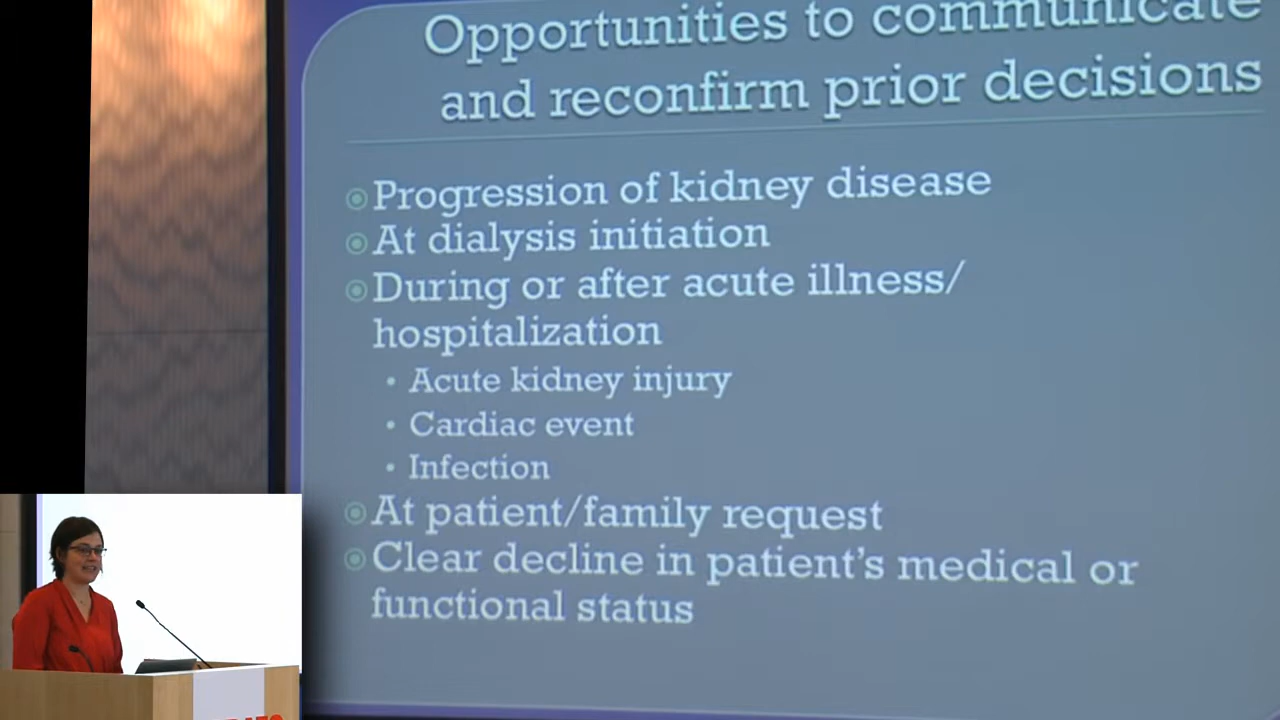 Opportunities to communicate
and reconfirm prior decisions
Progression of kidney disease
At dialysis initiation
During or after acute illness/
hospitalization
Acute kidney injury
Cardiac event
Infection
At patient/family request
Clear decline in patient's medical or
functional status